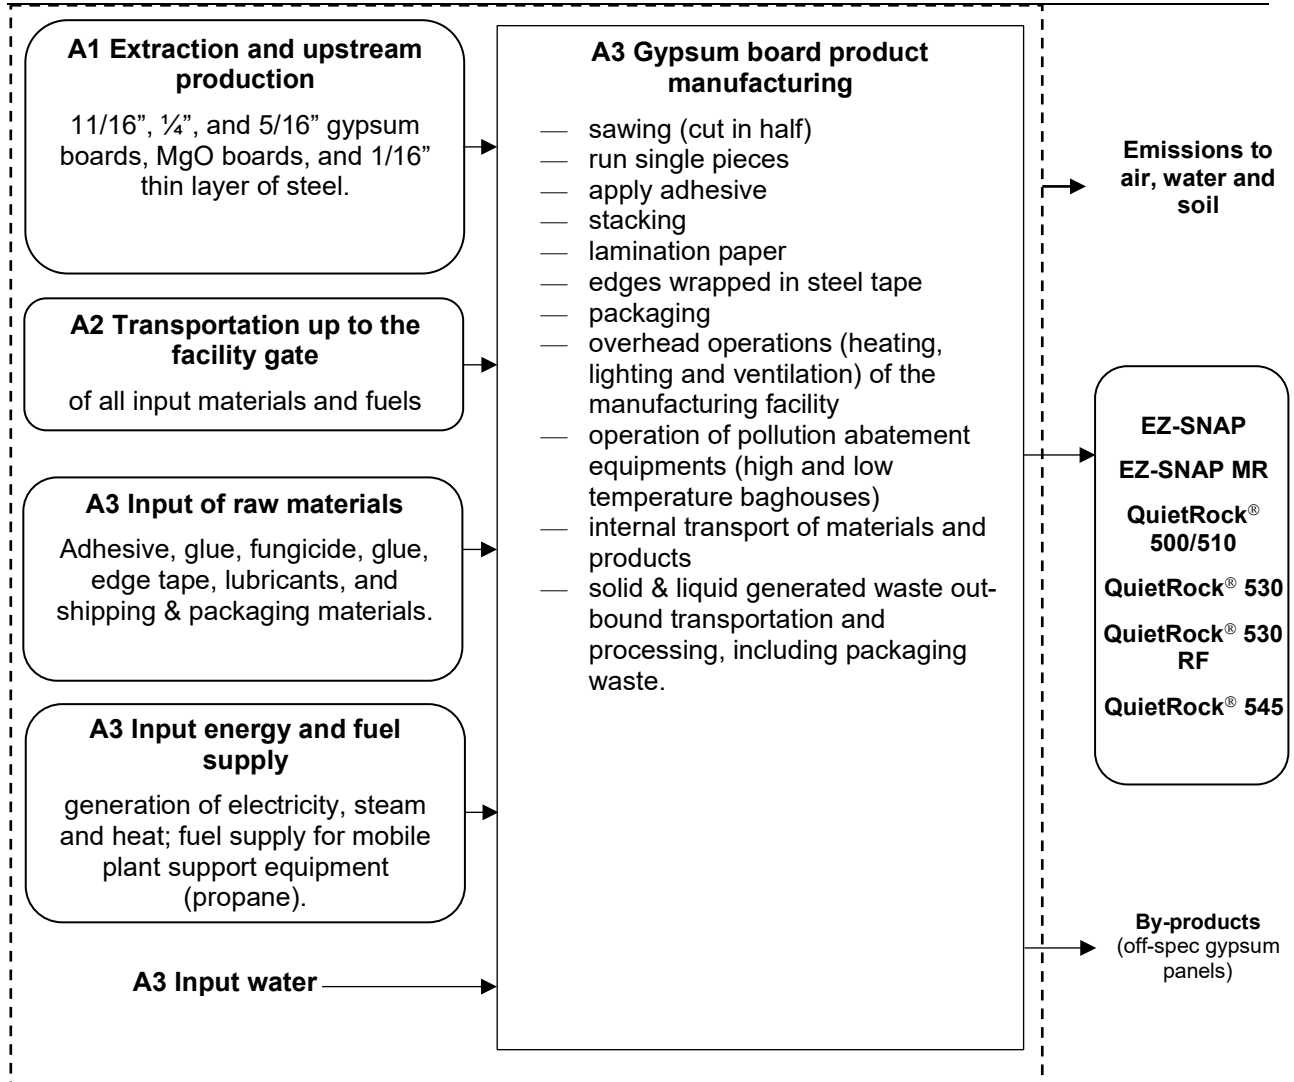 A1 Extraction and upstream
production
11/16”, ¼”, and 5/16” gypsum
boards, MgO boards, and 1/16”
thin layer of steel.
A2 Transportation up to the
facility gate
of all input materials and fuels
A3 Input of raw materials
Adhesive, glue, fungicide, glue,
edge tape, lubricants, and
shipping & packaging materials.
A3 Input energy and fuel
supply
generation of electricity, steam
and heat; fuel supply for mobile
plant support equipment
(propane).
A3 Input water
A3 Gypsum board product
manufacturing
— sawing (cut in half)
— run single pieces
— apply adhesive
— stacking
— lamination paper
— edges wrapped in steel tape
— packaging
— overhead operations (heating,
lighting and ventilation) of the
manufacturing facility
— operation of pollution abatement
equipments (high and low
temperature baghouses)
— internal transport of materials and
products
— solid & liquid generated waste out-
bound transportation and
processing, including packaging
waste.
Emissions to
air, water and
soil
EZ-SNAP
EZ-SNAP MR
QuietRock®
500/510
QuietRock® 530
QuietRock® 530
RF
QuietRock® 545
By-products
(off-spec gypsum
panels)